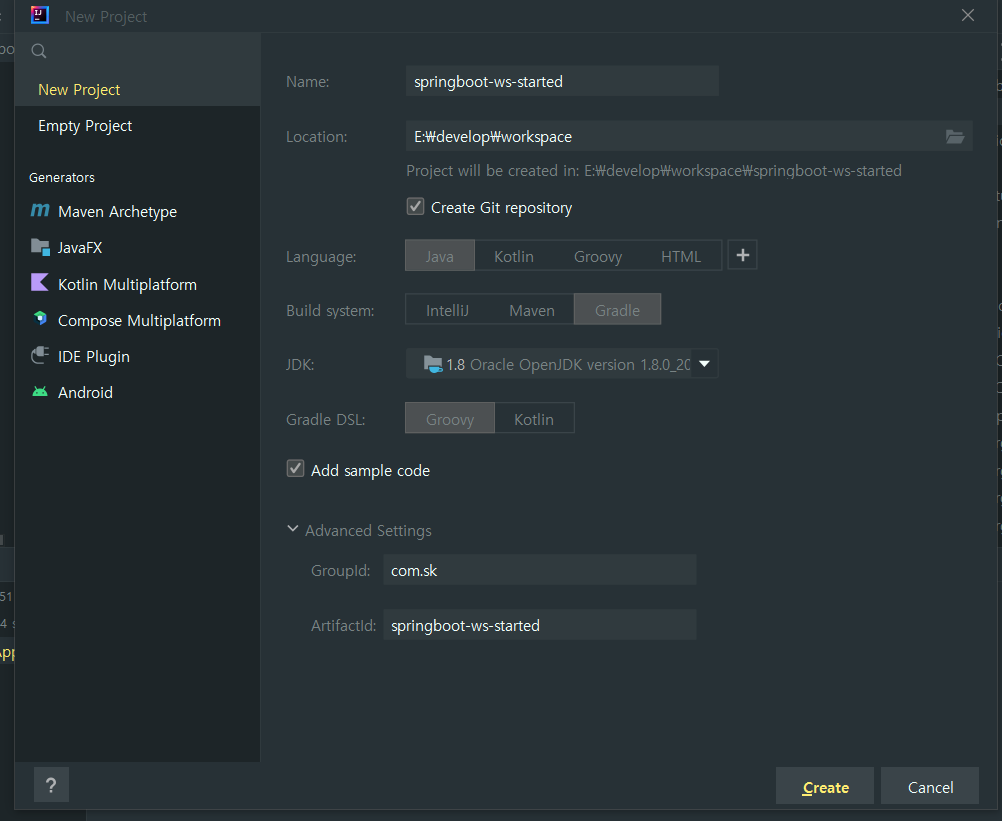 New Project
New Project
Empty Project
Generators
Maven Archetype
JavaFX
Kotlin Multiplatform
Compose Multiplatform
IDE Plugin
Android
Name: springboot-ws-started
Location: E:₩develop₩workspace
Project will be created in: E:₩develop₩workspace₩springboot-ws-started
Create Git repository
Language: Java Kotlin Groovy HTML +
Build system: IntelliJ Maven Gradle
JDK: 1.8 Oracle OpenJDK version 1.8.0_20
Gradle DSL: Groovy Kotlin
Add sample code
Advanced Settings
GroupId: com.sk
ArtifactId: springboot-ws-started
? Create Cancel